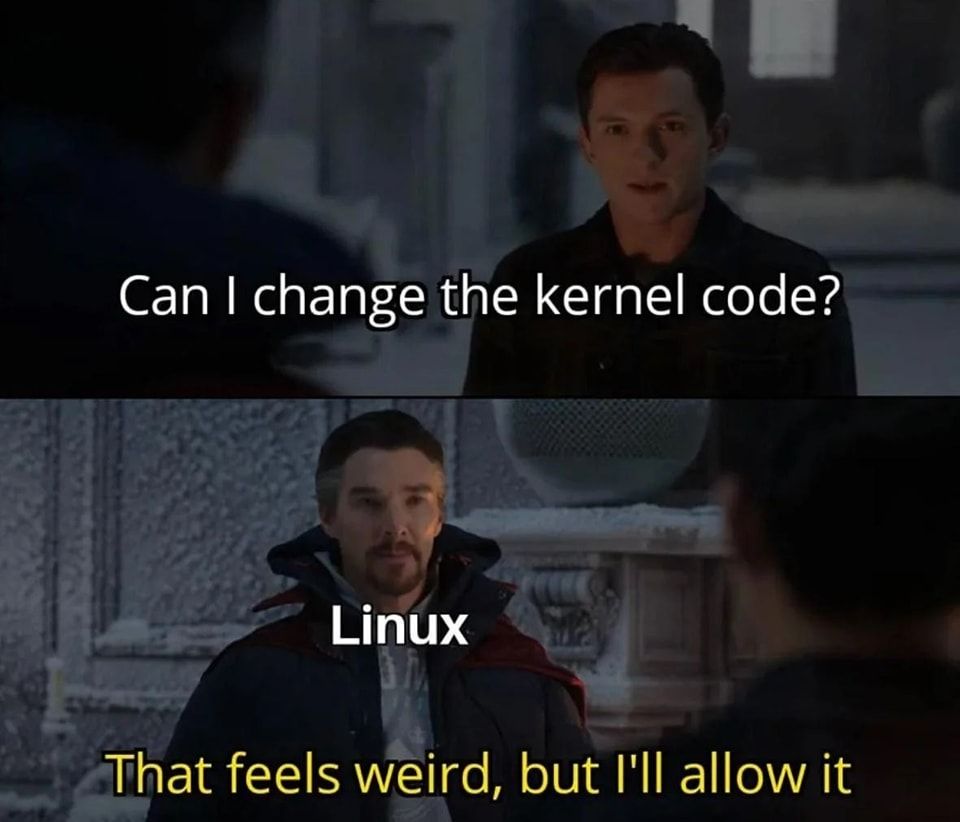 Can I change the kernel code?
Linux
That feels weird, but I'll allow it